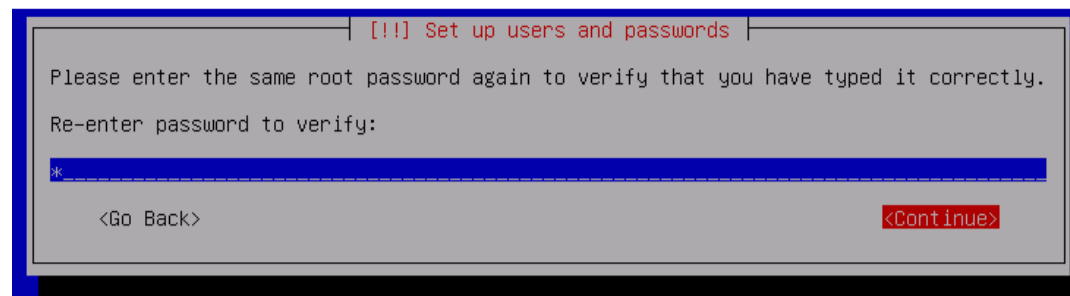 [!!] Set up users and passwords
Please enter the same root password again to verify that you have typed it correctly.
Re-enter password to verify:
*
<Go Back> <Continue>